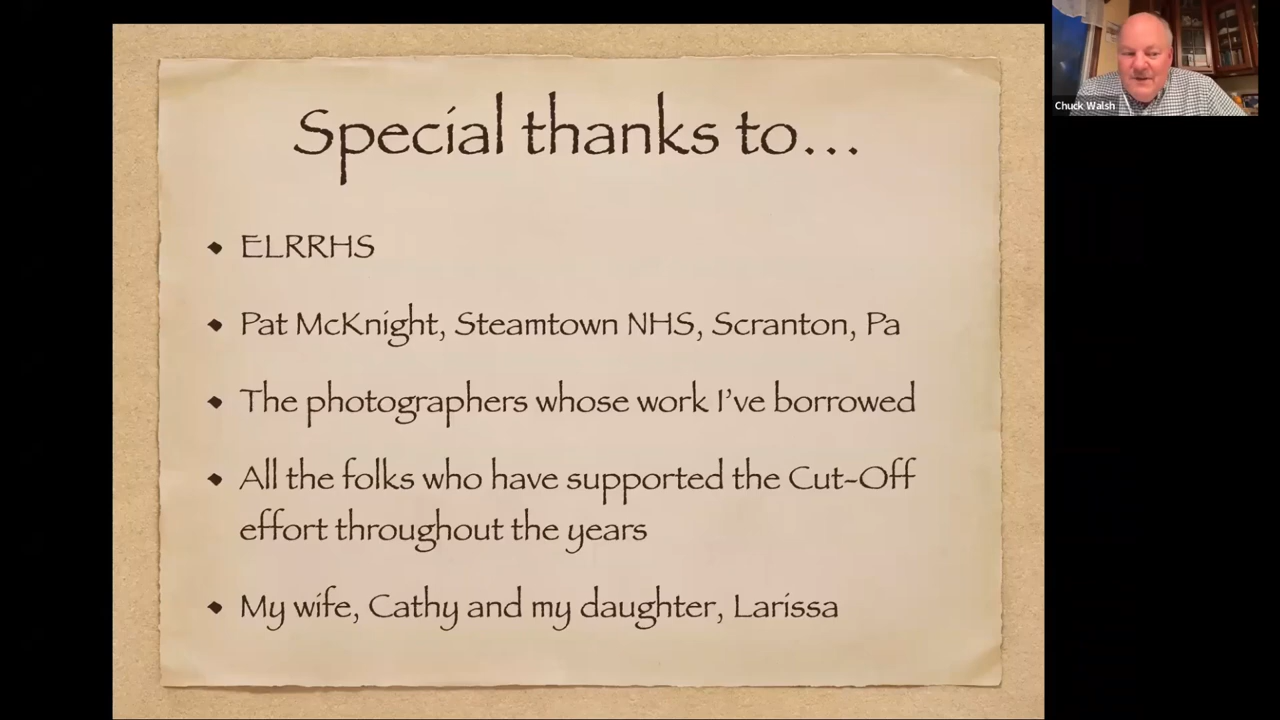 Special thanks to...
ELRRHS
Pat McKnight, Steamtown NHS, Scranton, Pa
The photographers whose work I've borrowed
All the folks who have supported the Cut-Off
effort throughout the years
My wife, Cathy and my daughter, Larissa
Chuck Walsh